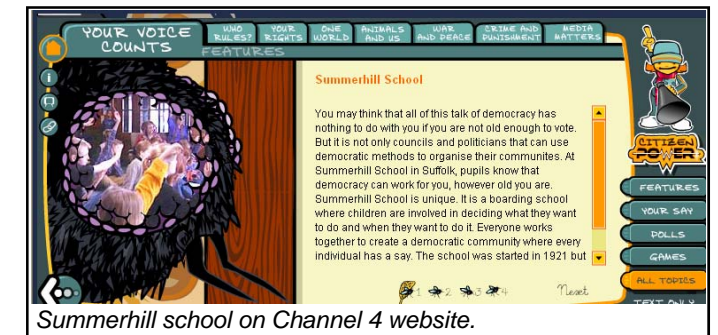 YOUR VOICE COUNTS
WHO RULES?
YOUR RIGHTS
ONE WORLD
ANIMALS AND US
WAR AND PEACE
CRIME AND PUNISHMENT
MEDIA MATTERS
FEATURES
Summerhill School
You may think that all of this talk of democracy has
nothing to do with you if you are not old enough to vote.
But it is not only councils and politicians that can use
democratic methods to organise their communites. At
Summerhill School in Suffolk, pupils know that
democracy can work for you, however old you are.
Summerhill School is unique. It is a boarding school
where children are involved in deciding what they want
to do and when they want to do it. Everyone works
together to create a democratic community where every
individual has a say. The school was started in 1921 but
1 2 3 4 Next
CITIZEN
POWER
FEATURES
YOUR SAY
POLLS
GAMES
ALL TOPICS
TEXT ONLY
Summerhill school on Channel 4 website.